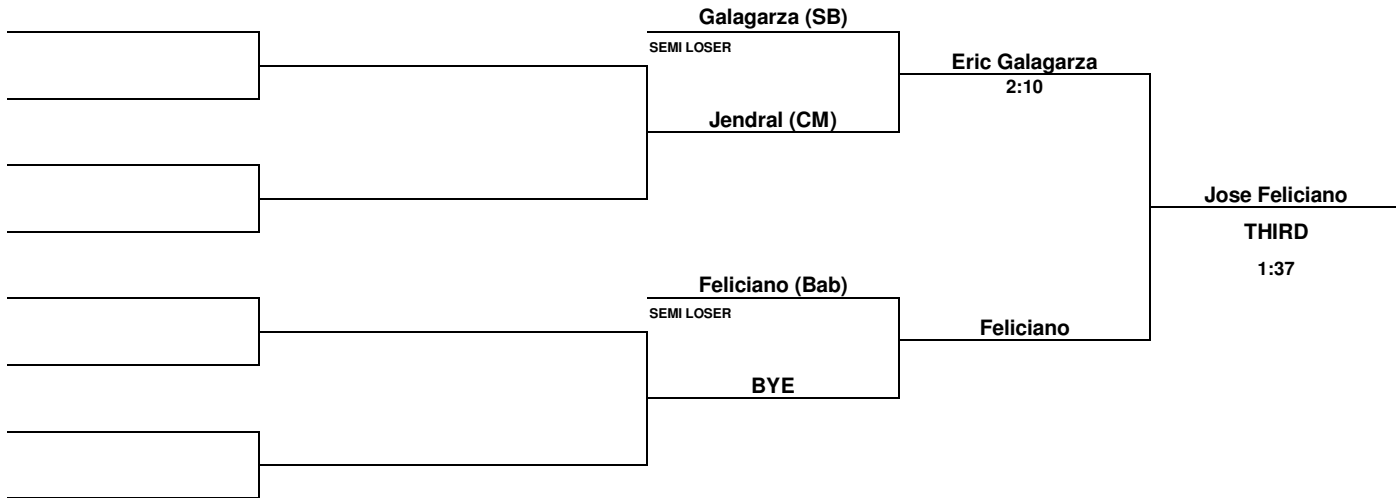 Galagarza (SB)
SEMI LOSER
Eric Galagarza
2:10
Jendral (CM)
Jose Feliciano
THIRD
1:37
Feliciano (Bab)
SEMI LOSER
Feliciano
BYE